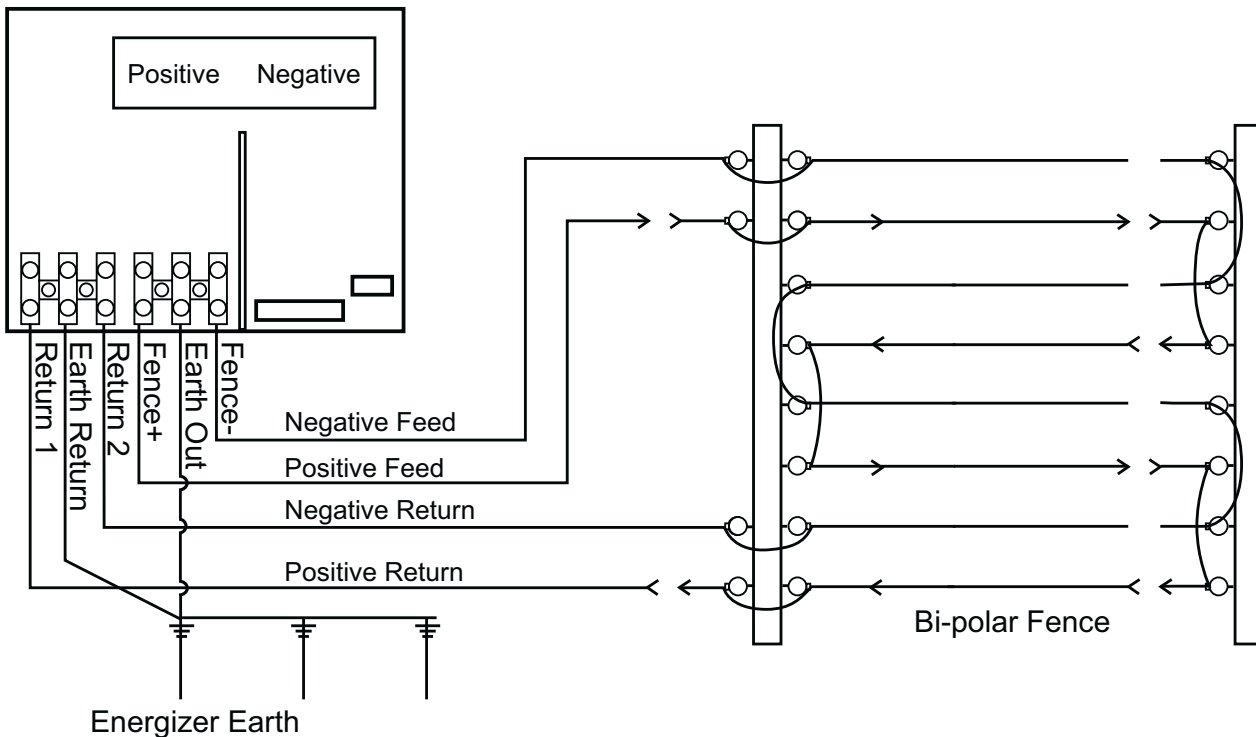 Positive Negative
Return 1
Earth Return
Return 2
Fence+
Earth Out
Fence-
Negative Feed
Positive Feed
Negative Return
Positive Return
Bi-polar Fence
Energizer Earth